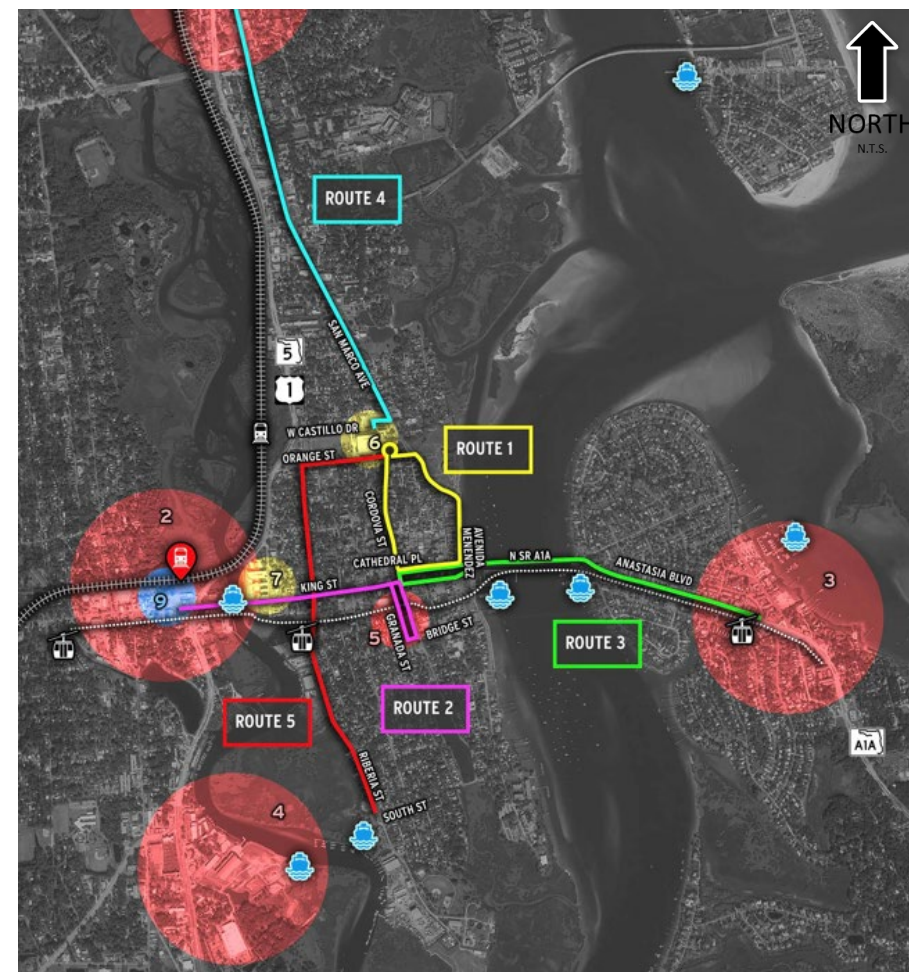 NORTH
N.T.S.
ROUTE 4
SAN MARCO AVE
5
1
W CASTILLO DR
6
ORANGE ST
ROUTE 1
CORDOVA ST
AVENIDA
MENENDEZ
2
CATHEDRAL PL
N SR A1A
ANASTASIA BLVD
3
7
KING ST
9
5
GRANADA ST
BRIDGE ST
ROUTE 3
ROUTE 2
ROUTE 5
A1A
RIBERIA ST
SOUTH ST
4